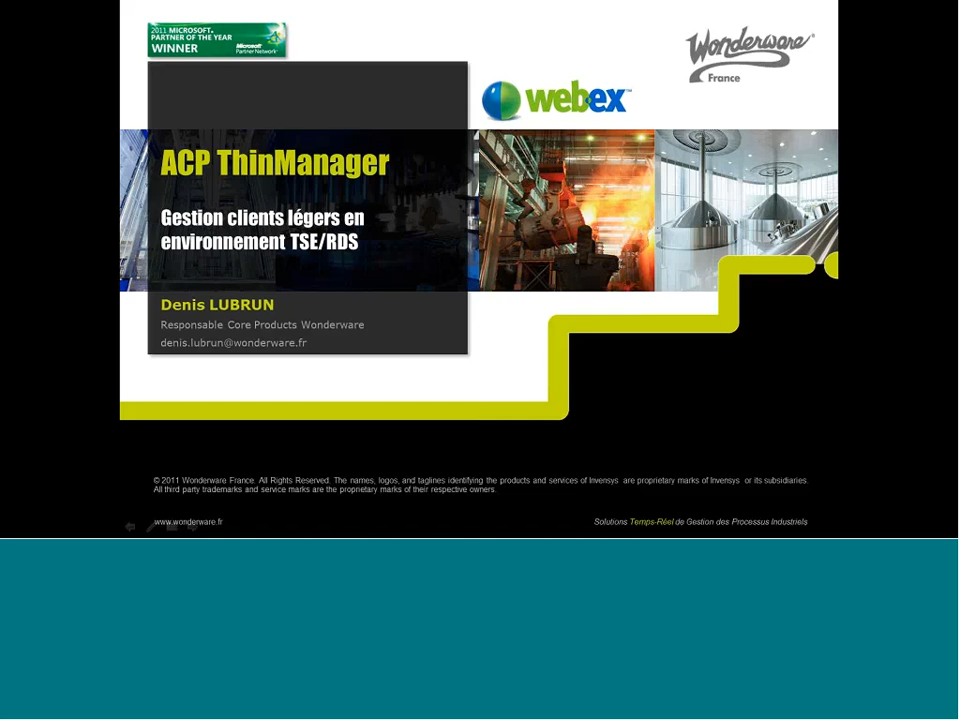 2011 MICROSOFT®
PARTNER OF THE YEAR
WINNER
Microsoft
Partner Network
Wonderware®
France
webex™
ACP ThinManager
Gestion clients légers en
environnement TSE/RDS
Denis LUBRUN
Responsable Core Products Wonderware
denis.lubrun@wonderware.fr
© 2011 Wonderware France. All Rights Reserved. The names, logos, and taglines identifying the products and services of Invensys are proprietary marks of Invensys or its subsidiaries.
All third party trademarks and service marks are the proprietary marks of their respective owners.
www.wonderware.fr
Solutions Temps-Réel de Gestion des Processus Industriels